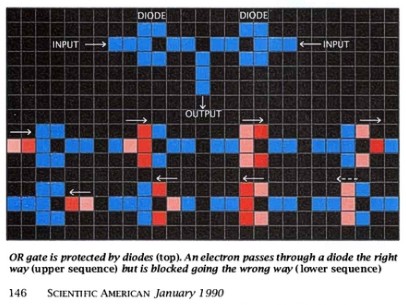 DIODE DIODE
INPUT INPUT
OUTPUT
OR gate is protected by diodes (top). An electron passes through a diode the right
way (upper sequence) but is blocked going the wrong way (lower sequence)
146 SCIENTIFIC AMERICAN January 1990